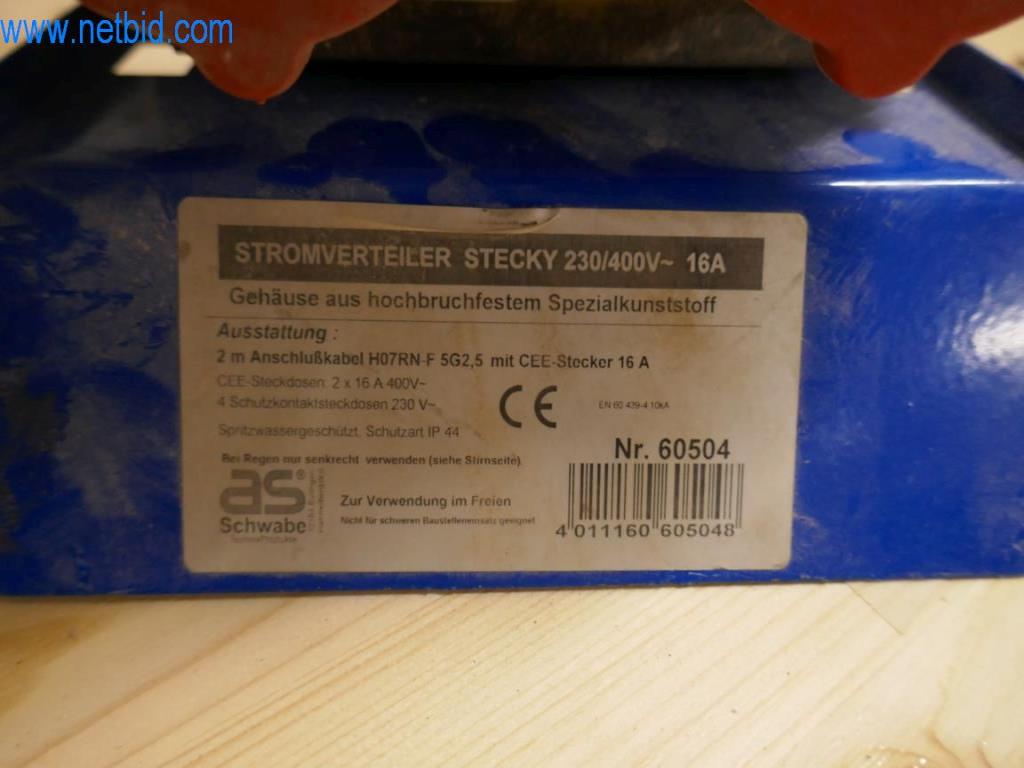 www.netbid.com
STROMVERTEILER STECKY 230/400V~ 16A
Gehäuse aus hochbruchfestem Spezialkunststoff
Ausstattung :
2 m Anschlußkabel H07RN-F 5G2,5 mit CEE-Stecker 16 A
CEE-Steckdosen: 2 x 16 A 400V~
4 Schutzkontaktsteckdosen 230 V~
CE
EN 60 439-4 10kA
Spritzwassergeschützt, Schutzart IP 44
Nr. 60504
Bei Regen nur senkrecht verwenden (siehe Stirnseite).
as®
Schwabe
Zur Verwendung im Freien
Nicht für schweren Baustelleneinsatz geeignet
4 011160 605048